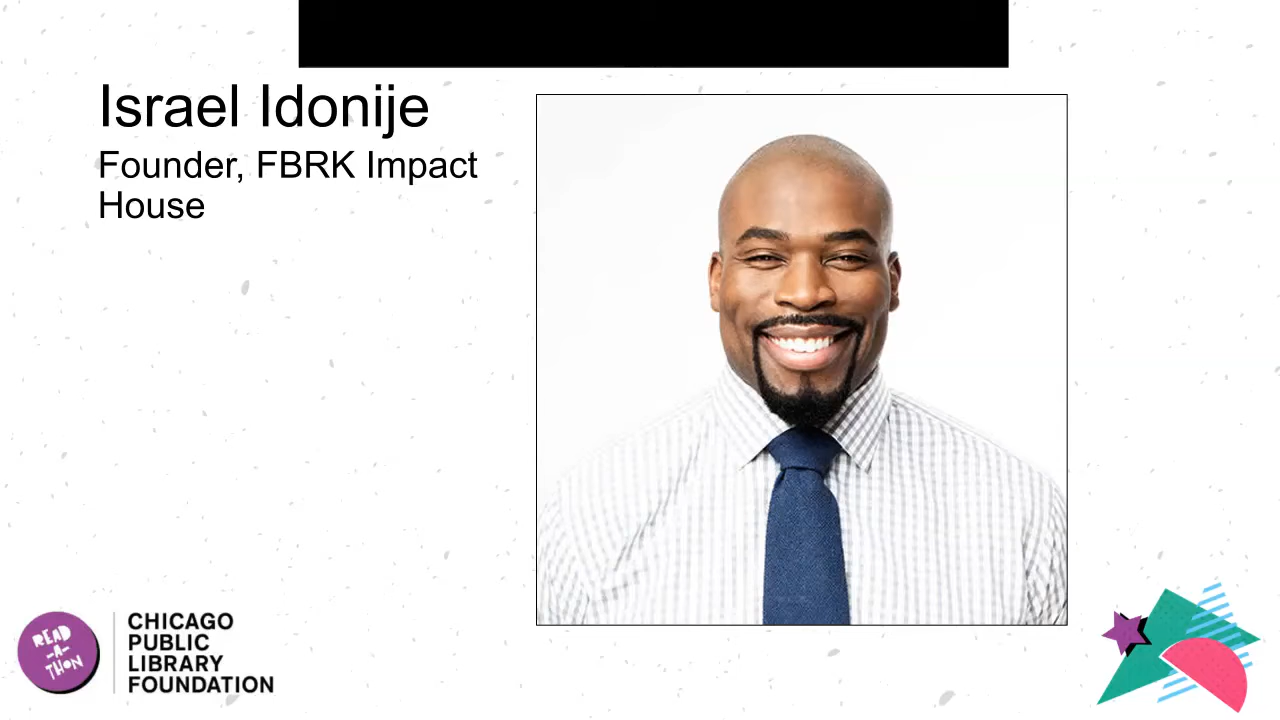 Israel Idonije
Founder, FBRK Impact
House
READ
-A-
THON
CHICAGO
PUBLIC
LIBRARY
FOUNDATION